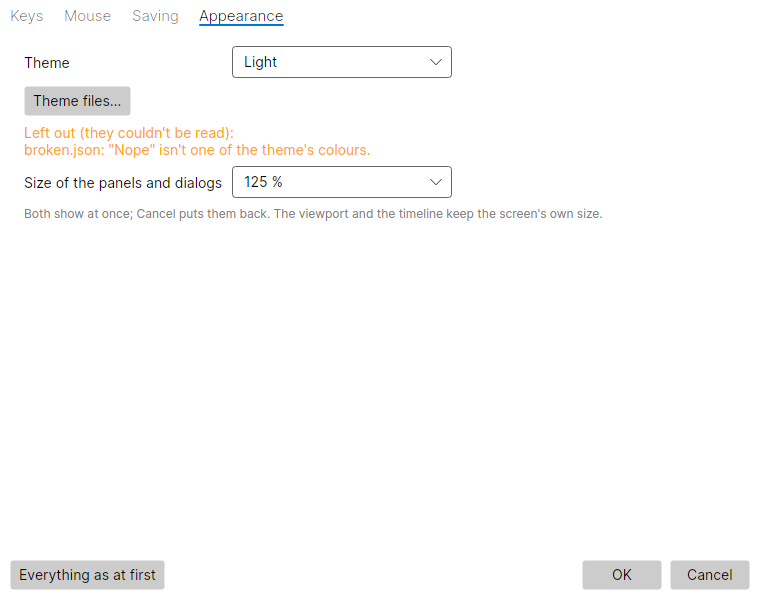 Keys Mouse Saving Appearance
Theme Light
Theme files...
Left out (they couldn't be read):
broken.json: "Nope" isn't one of the theme's colours.
Size of the panels and dialogs 125 %
Both show at once; Cancel puts them back. The viewport and the timeline keep the screen's own size.
Everything as at first OK Cancel